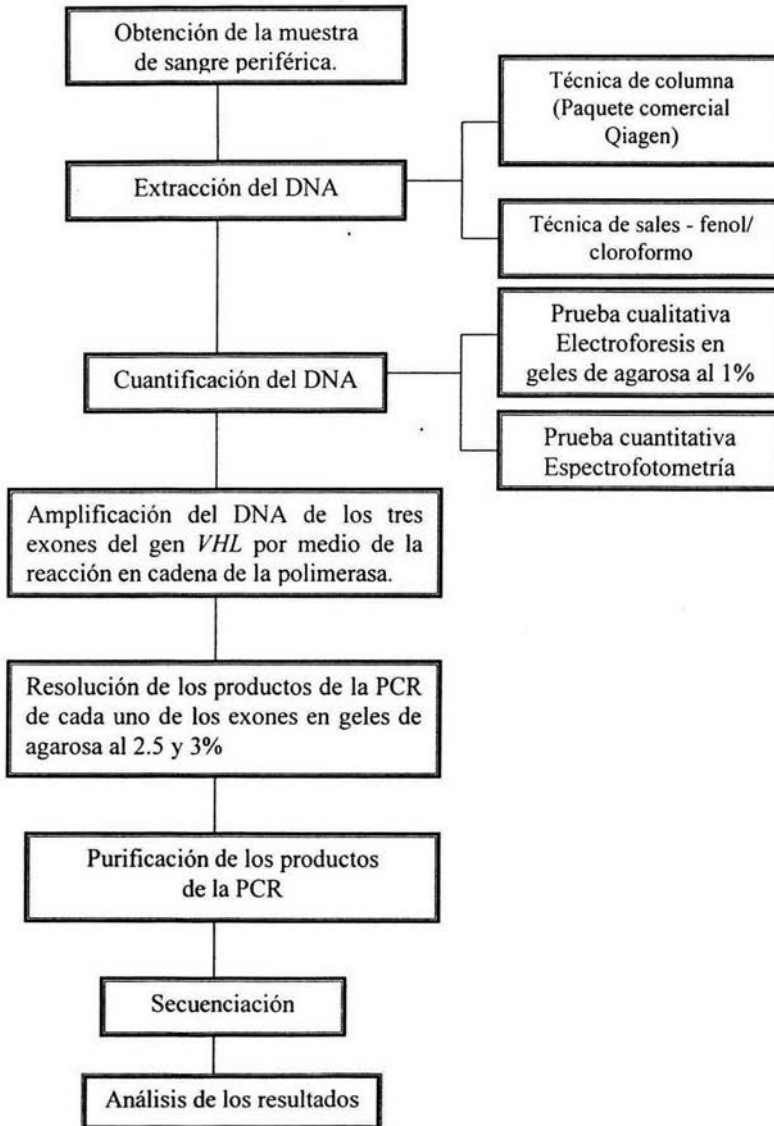 Obtención de la muestra
de sangre periférica.
Técnica de columna
(Paquete comercial
Qiagen)
Extracción del DNA
Técnica de sales - fenol/
cloroformo
Prueba cualitativa
Electroforesis en
geles de agarosa al 1%
Cuantificación del DNA
Prueba cuantitativa
Espectrofotometría
Amplificación del DNA de los tres
exones del gen VHL por medio de la
reacción en cadena de la polimerasa.
Resolución de los productos de la PCR
de cada uno de los exones en geles de
agarosa al 2.5 y 3%
Purificación de los productos
de la PCR
Secuenciación
Análisis de los resultados